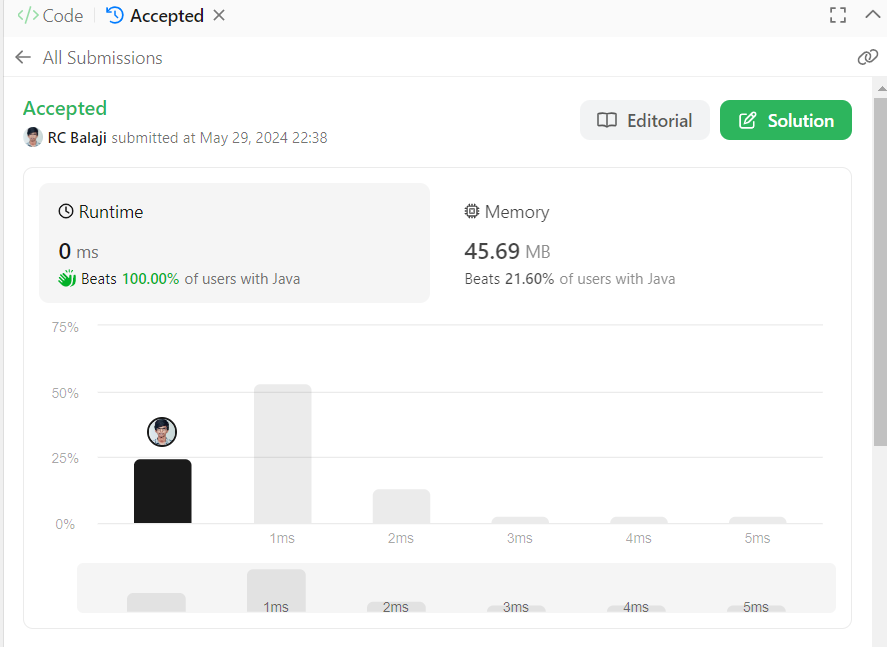 </> Code Accepted
All Submissions
Accepted
RC Balaji submitted at May 29, 2024 22:38
Editorial
Solution
Runtime
0 ms
Beats 100.00% of users with Java
Memory
45.69 MB
Beats 21.60% of users with Java
75%
50%
25%
0%
1ms 2ms 3ms 4ms 5ms
1ms 2ms 3ms 4ms 5ms